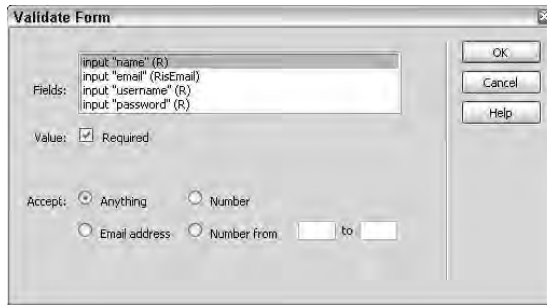 Validate Form
input "name" (R)
input "email" (RisEmail)
input "username" (R)
input "password" (R)
Fields:
Value: Required
Accept: Anything Number
Email address Number from to
OK
Cancel
Help